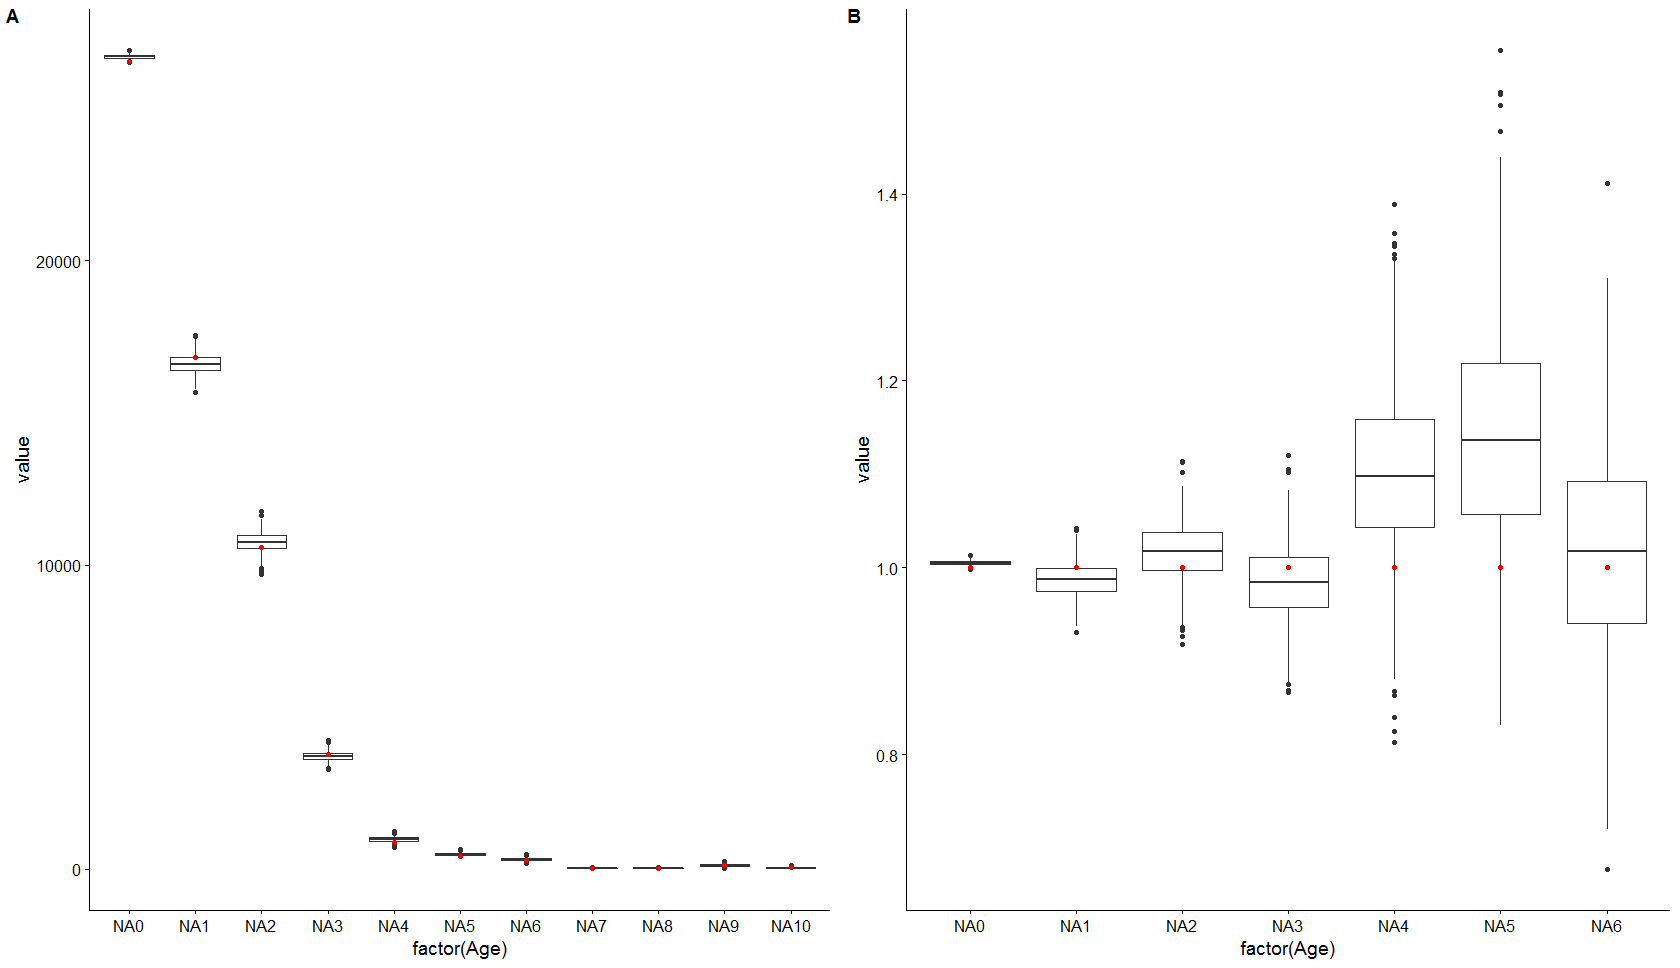 A
value
20000
10000
0
NA0 NA1 NA2 NA3 NA4 NA5 NA6 NA7 NA8 NA9 NA10
factor(Age)
B
value
1.4
1.2
1.0
0.8
NA0 NA1 NA2 NA3 NA4 NA5 NA6
factor(Age)